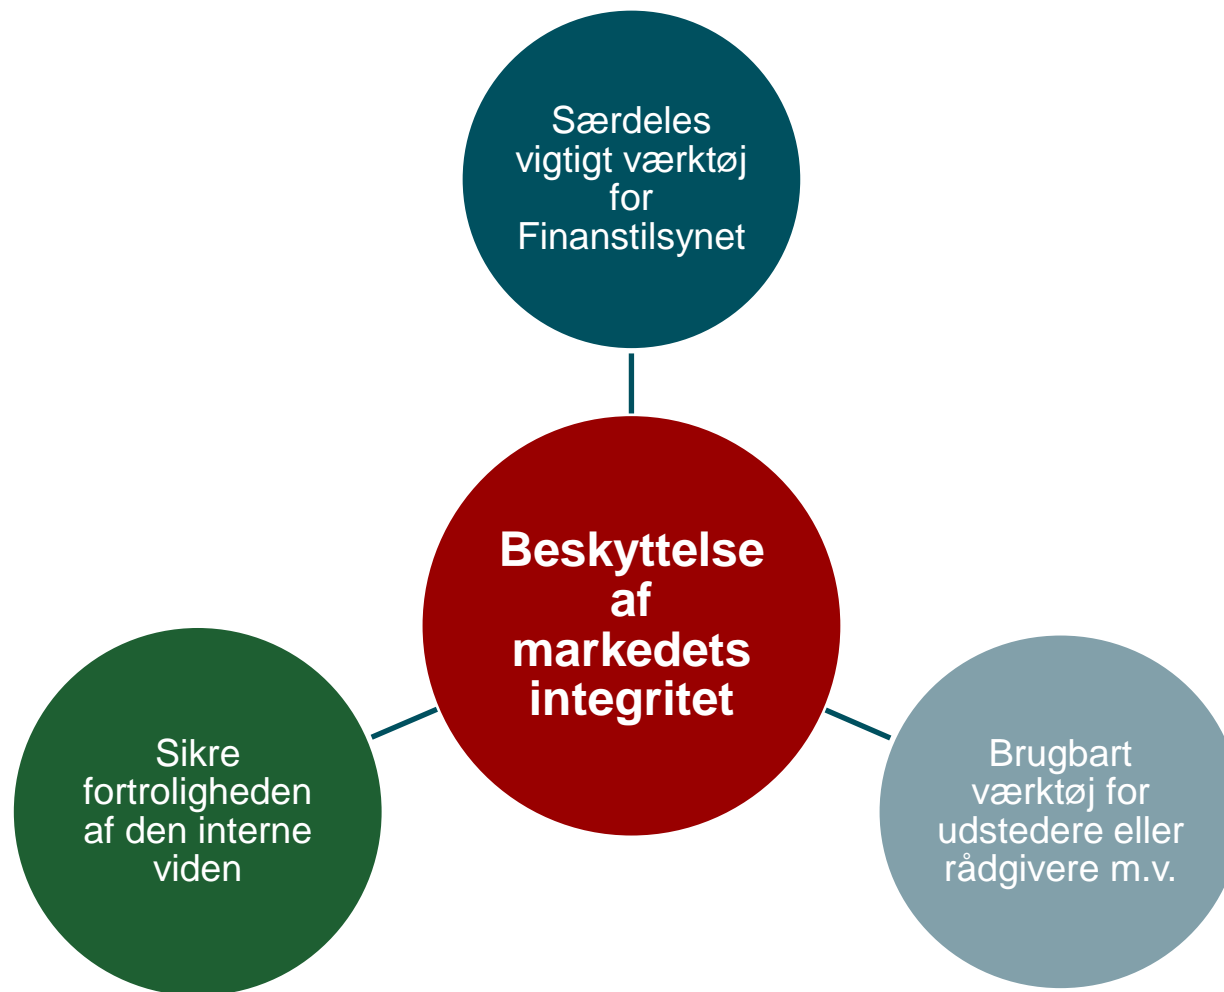 Særdeles
vigtigt værktøj
for
Finanstilsynet
Beskyttelse
af
markedets
integritet
Sikre
fortroligheden
af den interne
viden
Brugbart
værktøj for
udstedere eller
rådgivere m.v.